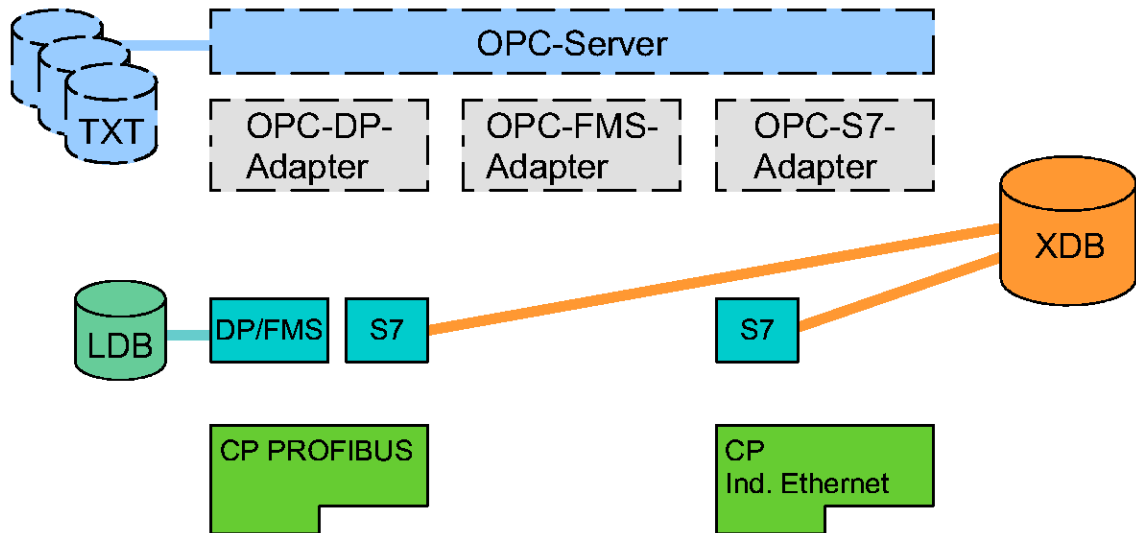 OPC-Server
TXT
OPC-DP-
Adapter
OPC-FMS-
Adapter
OPC-S7-
Adapter
XDB
LDB
DP/FMS
S7
S7
CP PROFIBUS
CP
Ind. Ethernet